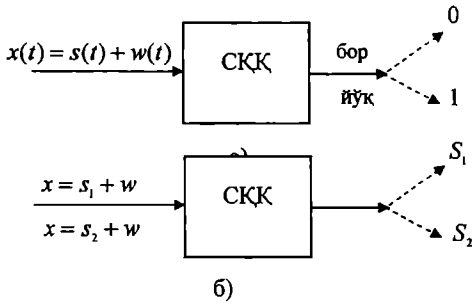 x(t) = s(t) + w(t)
СҚҚ
бор
йўқ
0
1
x = s₁ + w
x = s₂ + w
СҚҚ
S₁
S₂
б)